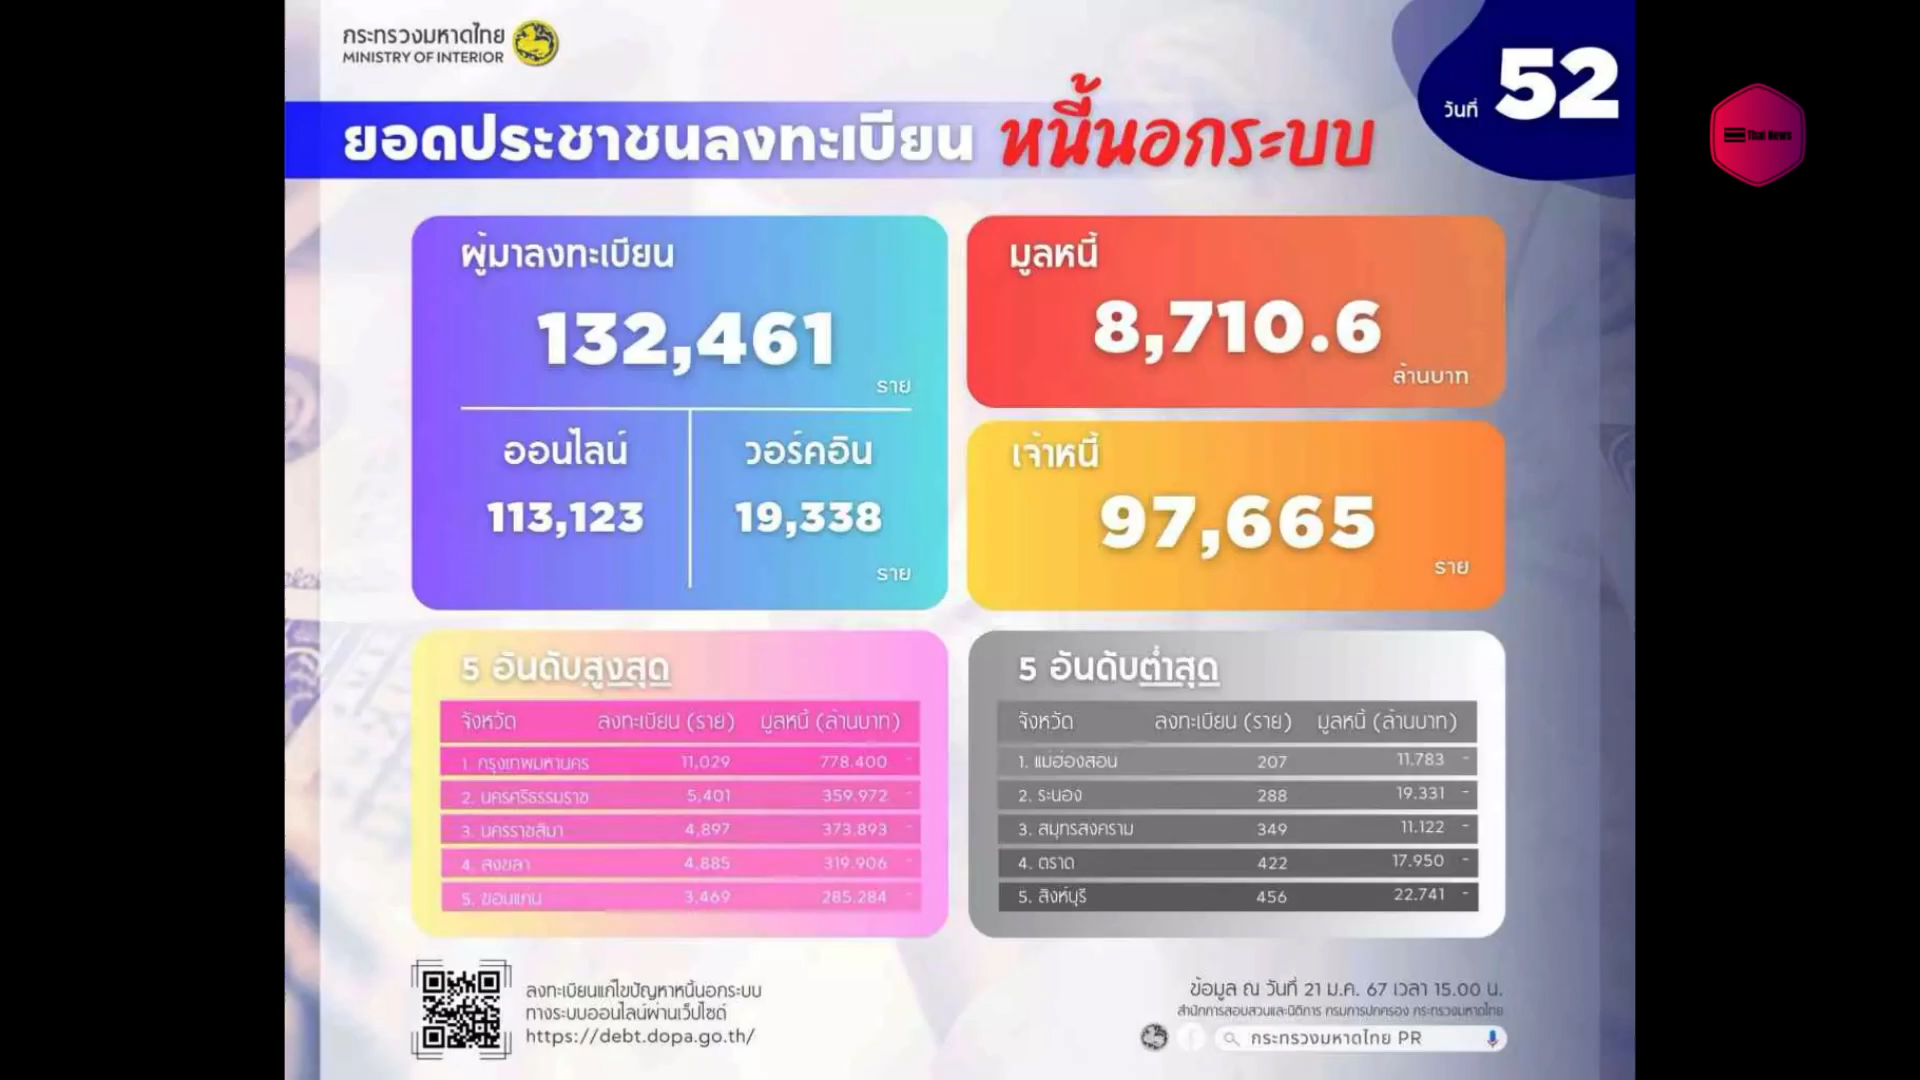 กระทรวงมหาดไทย
MINISTRY OF INTERIOR
วันที่ 52
ยอดประชาชนลงทะเบียน หนี้นอกระบบ
Thai News
ผู้มาลงทะเบียน
132,461
ราย
ออนไลน์ วอร์คอิน
113,123 19,338
ราย
มูลหนี้
8,710.6
ล้านบาท
เจ้าหนี้
97,665
ราย
5 อันดับสูงสุด
จังหวัด ลงทะเบียน (ราย) มูลหนี้ (ล้านบาท)
1. กรุงเทพมหานคร 11,029 778.400 -
2. นครศรีธรรมราช 5,401 359.972 -
3. นครราชสีมา 4,897 373.893 -
4. สงขลา 4,885 319.906 -
5. ขอนแก่น 3,469 285.284 -
5 อันดับต่ำสุด
จังหวัด ลงทะเบียน (ราย) มูลหนี้ (ล้านบาท)
1. แม่ฮ่องสอน 207 11.783 -
2. ระนอง 288 19.331 -
3. สมุทรสงคราม 349 11.122 -
4. ตราด 422 17.950 -
5. สิงห์บุรี 456 22.741 -
ลงทะเบียนแก้ไขปัญหาหนี้นอกระบบ
ทางระบบออนไลน์ผ่านเว็ปไซต์
https://debt.dopa.go.th/
ข้อมูล ณ วันที่ 21 ม.ค. 67 เวลา 15.00 น.
สำนักการสอบสวนและนิติการ กรมการปกครอง กระทรวงมหาดไทย
กระทรวงมหาดไทย PR